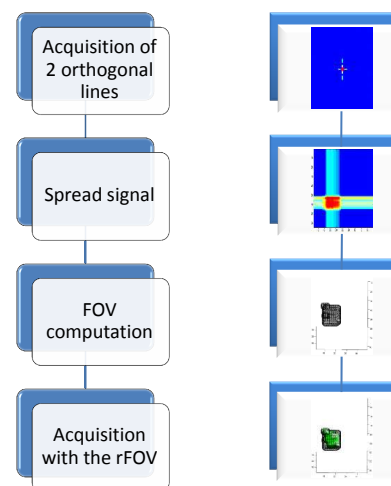 Acquisition of
2 orthogonal
lines
Spread signal
FOV
computation
Acquisition
with the rFOV